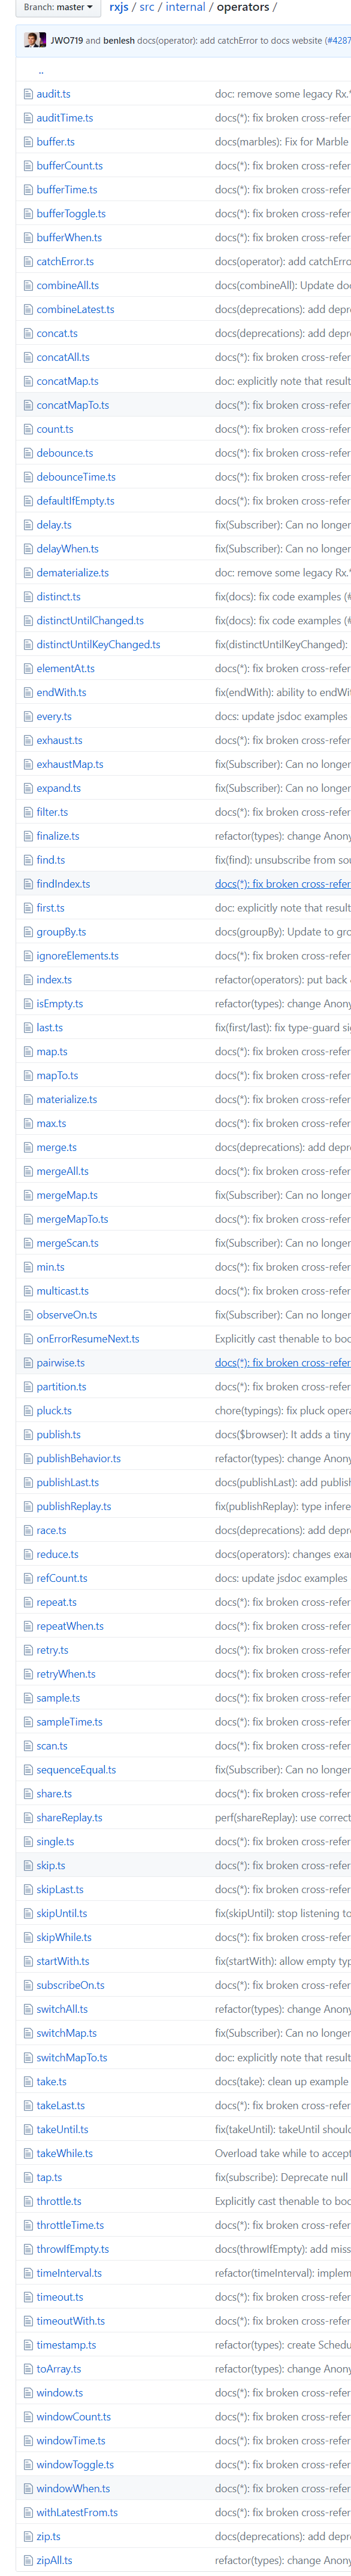 Branch: master rxjs / src / internal / operators /
JWO719 and benlesh docs(operator): add catchError to docs website (#4287
..
audit.ts doc: remove some legacy Rx.*
auditTime.ts docs(*): fix broken cross-refer
buffer.ts docs(marbles): Fix for Marble
bufferCount.ts docs(*): fix broken cross-refer
bufferTime.ts docs(*): fix broken cross-refer
bufferToggle.ts docs(*): fix broken cross-refer
bufferWhen.ts docs(*): fix broken cross-refer
catchError.ts docs(operator): add catchErro
combineAll.ts docs(combineAll): Update doc
combineLatest.ts docs(deprecations): add depre
concat.ts docs(deprecations): add depre
concatAll.ts docs(*): fix broken cross-refer
concatMap.ts doc: explicitly note that result
concatMapTo.ts docs(*): fix broken cross-refer
count.ts docs(*): fix broken cross-refer
debounce.ts docs(*): fix broken cross-refer
debounceTime.ts docs(*): fix broken cross-refer
defaultIfEmpty.ts docs(*): fix broken cross-refer
delay.ts fix(Subscriber): Can no longer
delayWhen.ts fix(Subscriber): Can no longer
dematerialize.ts doc: remove some legacy Rx.*
distinct.ts fix(docs): fix code examples (#
distinctUntilChanged.ts fix(docs): fix code examples (#
distinctUntilKeyChanged.ts fix(distinctUntilKeyChanged):
elementAt.ts docs(*): fix broken cross-refer
endWith.ts fix(endWith): ability to endWi
every.ts docs: update jsdoc examples
exhaust.ts docs(*): fix broken cross-refer
exhaustMap.ts fix(Subscriber): Can no longer
expand.ts fix(Subscriber): Can no longer
filter.ts docs(*): fix broken cross-refer
finalize.ts refactor(types): change Anony
find.ts fix(find): unsubscribe from sou
findIndex.ts docs(*): fix broken cross-refer
first.ts doc: explicitly note that result
groupBy.ts docs(groupBy): Update to gro
ignoreElements.ts docs(*): fix broken cross-refer
index.ts refactor(operators): put back
isEmpty.ts refactor(types): change Anony
last.ts fix(first/last): fix type-guard sig
map.ts docs(*): fix broken cross-refer
mapTo.ts docs(*): fix broken cross-refer
materialize.ts docs(*): fix broken cross-refer
max.ts docs(*): fix broken cross-refer
merge.ts docs(deprecations): add depre
mergeAll.ts docs(*): fix broken cross-refer
mergeMap.ts fix(Subscriber): Can no longer
mergeMapTo.ts docs(*): fix broken cross-refer
mergeScan.ts fix(Subscriber): Can no longer
min.ts docs(*): fix broken cross-refer
multicast.ts docs(*): fix broken cross-refer
observeOn.ts fix(Subscriber): Can no longer
onErrorResumeNext.ts Explicitly cast thenable to boo
pairwise.ts docs(*): fix broken cross-refer
partition.ts docs(*): fix broken cross-refer
pluck.ts chore(typings): fix pluck opera
publish.ts docs($browser): It adds a tiny
publishBehavior.ts refactor(types): change Anony
publishLast.ts docs(publishLast): add publish
publishReplay.ts fix(publishReplay): type infere
race.ts docs(deprecations): add depre
reduce.ts docs(operators): changes exa
refCount.ts docs: update jsdoc examples
repeat.ts docs(*): fix broken cross-refer
repeatWhen.ts docs(*): fix broken cross-refer
retry.ts docs(*): fix broken cross-refer
retryWhen.ts docs(*): fix broken cross-refer
sample.ts docs(*): fix broken cross-refer
sampleTime.ts docs(*): fix broken cross-refer
scan.ts docs(*): fix broken cross-refer
sequenceEqual.ts fix(Subscriber): Can no longer
share.ts docs(*): fix broken cross-refer
shareReplay.ts perf(shareReplay): use correct
single.ts docs(*): fix broken cross-refer
skip.ts docs(*): fix broken cross-refer
skipLast.ts docs(*): fix broken cross-refer
skipUntil.ts fix(skipUntil): stop listening to
skipWhile.ts docs(*): fix broken cross-refer
startWith.ts fix(startWith): allow empty typ
subscribeOn.ts docs(*): fix broken cross-refer
switchAll.ts refactor(types): change Anony
switchMap.ts fix(Subscriber): Can no longer
switchMapTo.ts doc: explicitly note that result
take.ts docs(take): clean up example
takeLast.ts docs(*): fix broken cross-refer
takeUntil.ts fix(takeUntil): takeUntil shoul
takeWhile.ts Overload take while to accept
tap.ts fix(subscribe): Deprecate null
throttle.ts Explicitly cast thenable to boo
throttleTime.ts docs(*): fix broken cross-refer
throwIfEmpty.ts docs(throwIfEmpty): add miss
timeInterval.ts refactor(timeInterval): implem
timeout.ts docs(*): fix broken cross-refer
timeoutWith.ts docs(*): fix broken cross-refer
timestamp.ts refactor(types): create Schedu
toArray.ts refactor(types): change Anony
window.ts docs(*): fix broken cross-refer
windowCount.ts docs(*): fix broken cross-refer
windowTime.ts docs(*): fix broken cross-refer
windowToggle.ts docs(*): fix broken cross-refer
windowWhen.ts docs(*): fix broken cross-refer
withLatestFrom.ts docs(*): fix broken cross-refer
zip.ts docs(deprecations): add depre
zipAll.ts refactor(types): change Anony